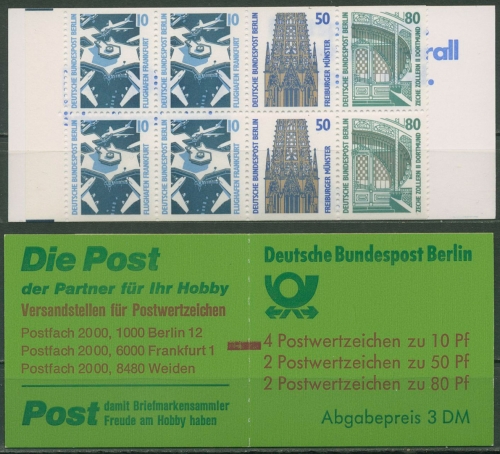 10
DEUTSCHE BUNDESPOST BERLIN
FLUGHAFEN FRANKFURT
10
DEUTSCHE BUNDESPOST BERLIN
FLUGHAFEN FRANKFURT
50
DEUTSCHE BUNDESPOST BERLIN
FREIBURGER MÜNSTER
80
DEUTSCHE BUNDESPOST BERLIN
ZECHE ZOLLERN II DORTMUND
rall
10
DEUTSCHE BUNDESPOST BERLIN
FLUGHAFEN FRANKFURT
10
DEUTSCHE BUNDESPOST BERLIN
FLUGHAFEN FRANKFURT
50
DEUTSCHE BUNDESPOST BERLIN
FREIBURGER MÜNSTER
80
DEUTSCHE BUNDESPOST BERLIN
ZECHE ZOLLERN II DORTMUND
Die Post
der Partner für Ihr Hobby
Versandstellen für Postwertzeichen
Postfach 2000, 1000 Berlin 12
Postfach 2000, 6000 Frankfurt 1
Postfach 2000, 8480 Weiden
Post damit Briefmarkensammler
Freude am Hobby haben
Deutsche Bundespost Berlin
4 Postwertzeichen zu 10 Pf
2 Postwertzeichen zu 50 Pf
2 Postwertzeichen zu 80 Pf
Abgabepreis 3 DM